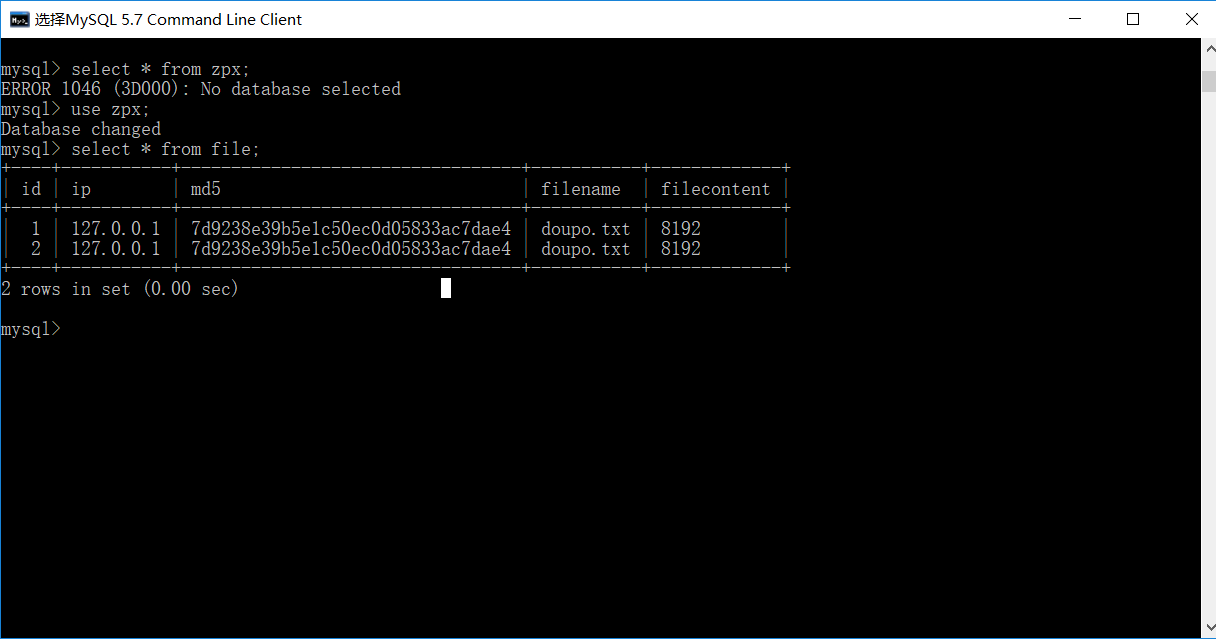 选择MySQL 5.7 Command Line Client
mysql> select * from zpx;
ERROR 1046 (3D000): No database selected
mysql> use zpx;
Database changed
mysql> select * from file;
+----+-----------+----------------------------------+-----------+-------------+
| id | ip        | md5                              | filename  | filecontent |
+----+-----------+----------------------------------+-----------+-------------+
|  1 | 127.0.0.1 | 7d9238e39b5e1c50ec0d05833ac7dae4 | doupo.txt | 8192        |
|  2 | 127.0.0.1 | 7d9238e39b5e1c50ec0d05833ac7dae4 | doupo.txt | 8192        |
+----+-----------+----------------------------------+-----------+-------------+
2 rows in set (0.00 sec)
mysql>